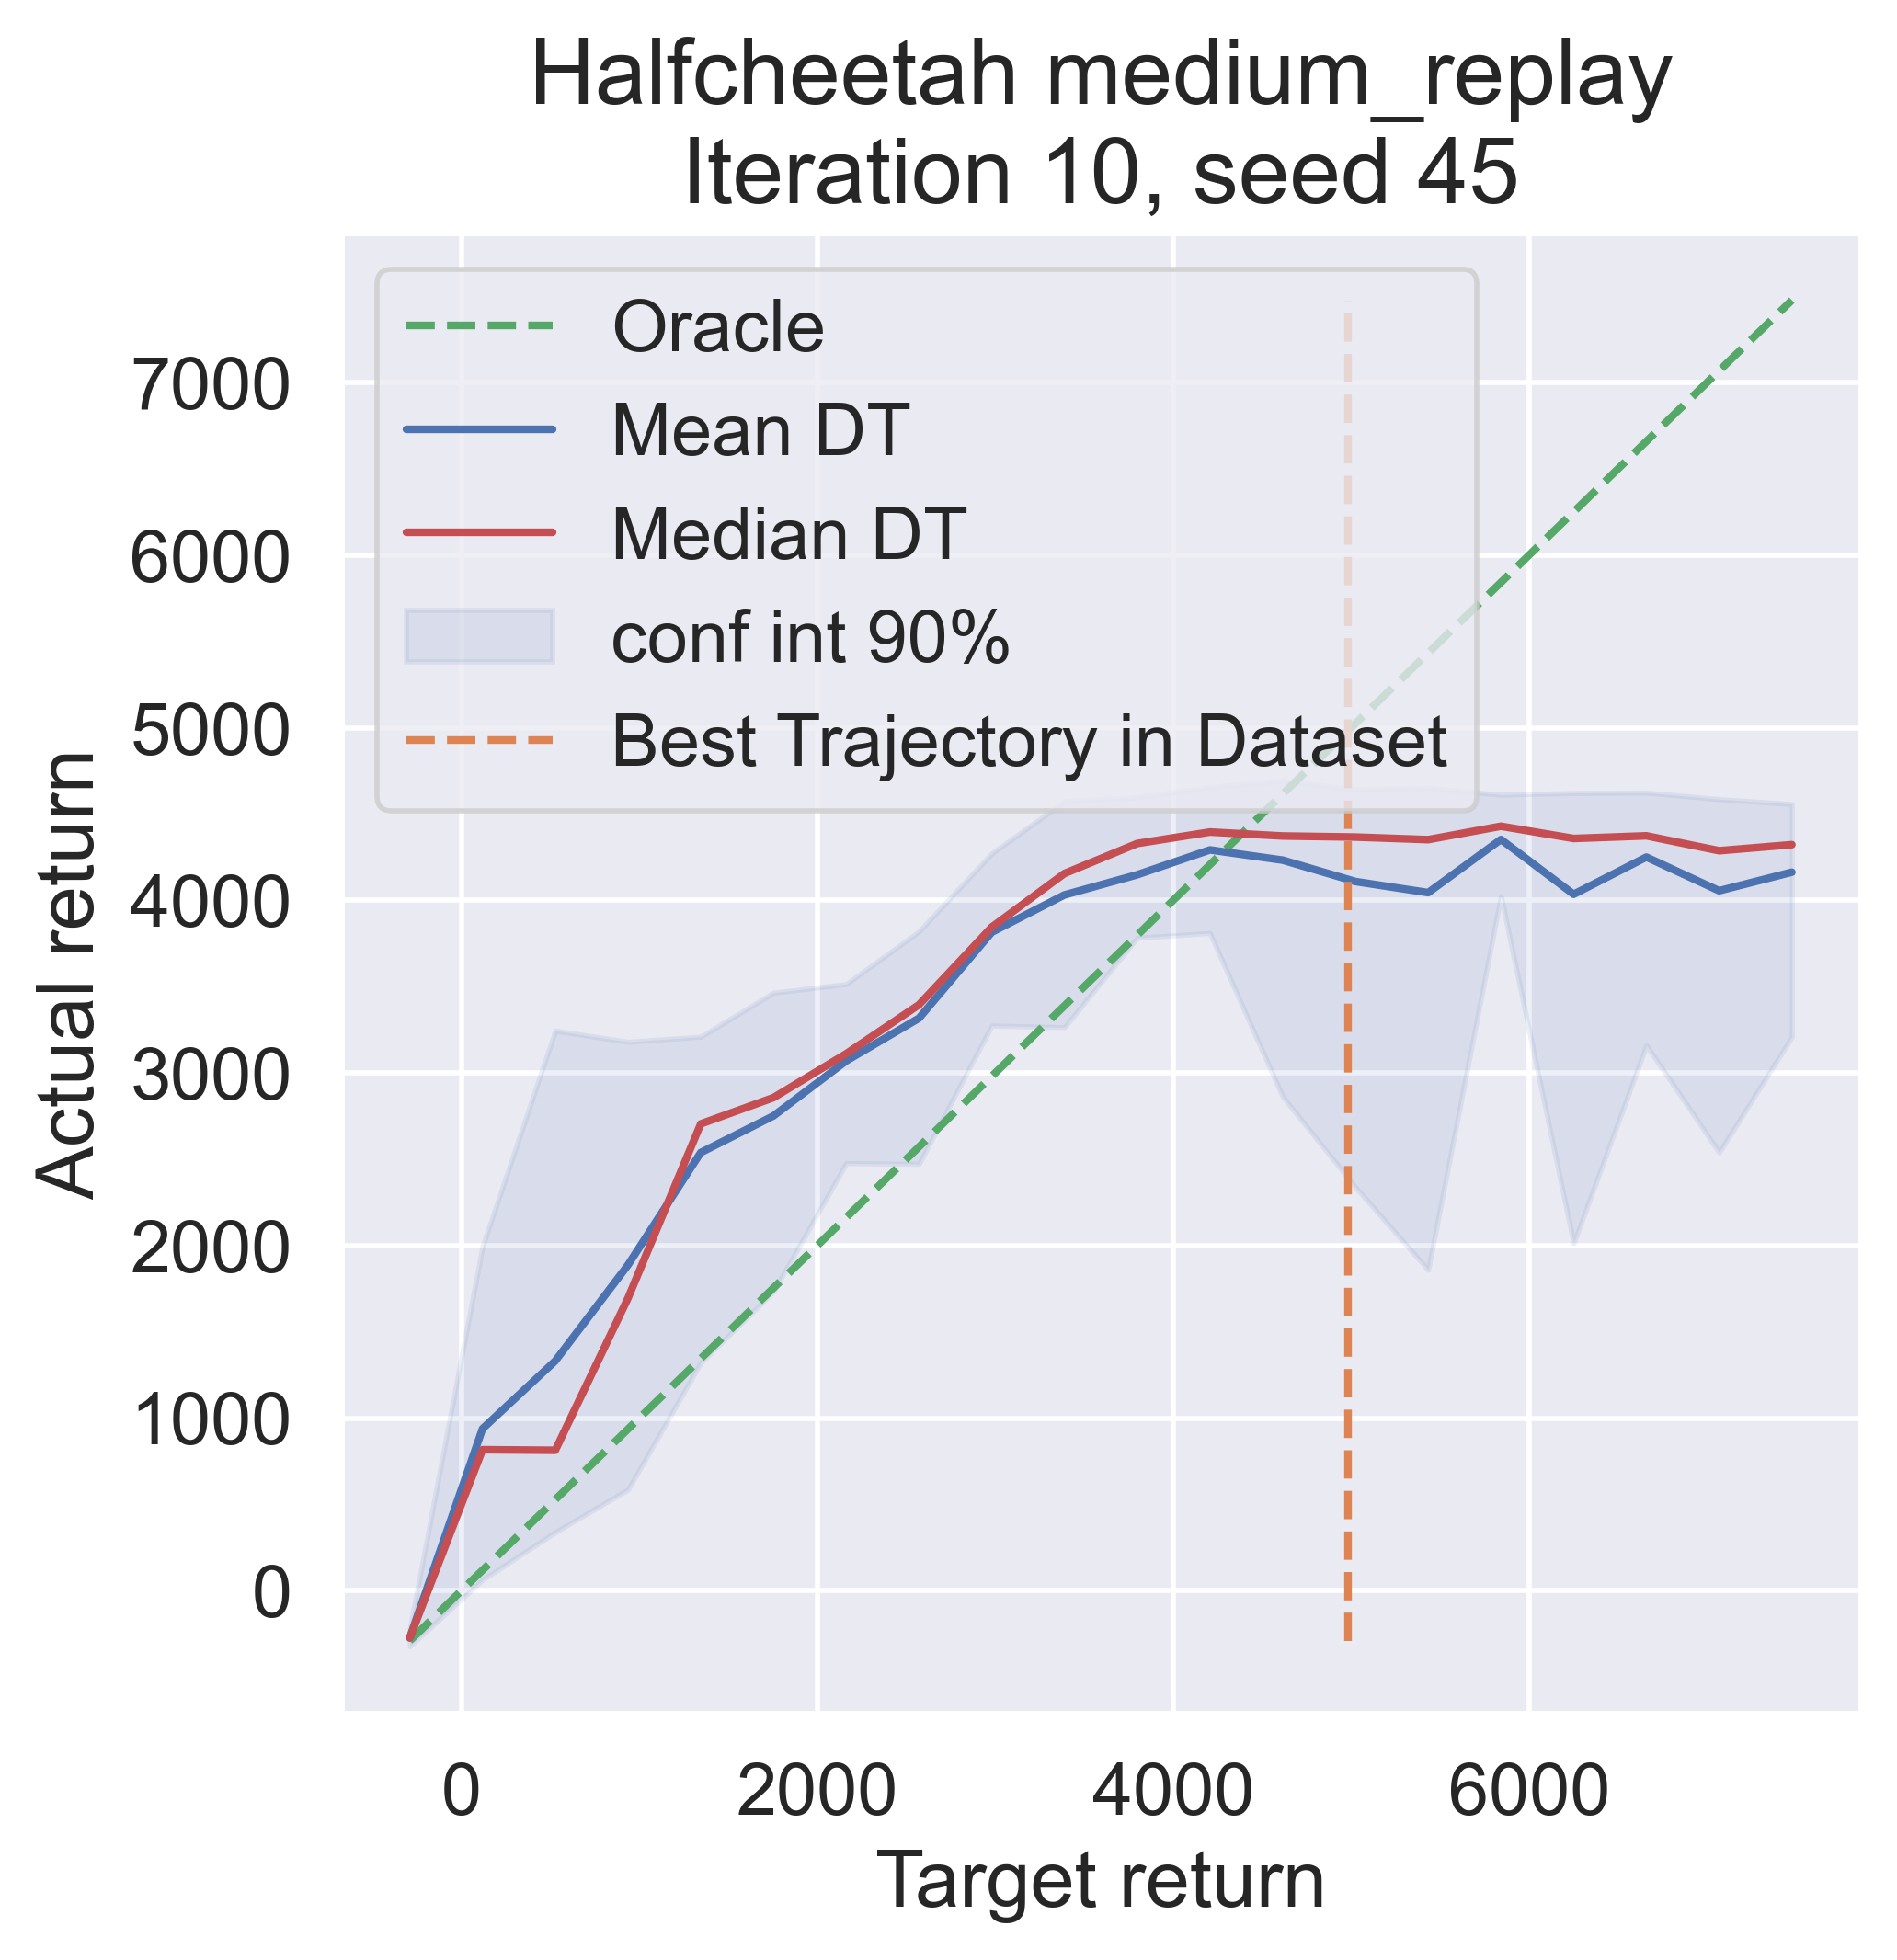 Halfcheetah medium_replay
Iteration 10, seed 45
Oracle
Mean DT
Median DT
conf int 90%
Best Trajectory in Dataset
7000
6000
5000
4000
3000
2000
1000
0
Actual return
0 2000 4000 6000
Target return